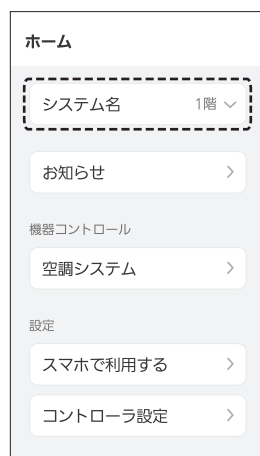 ホーム
システム名 1階
お知らせ
機器コントロール
空調システム
設定
スマホで利用する
コントローラ設定